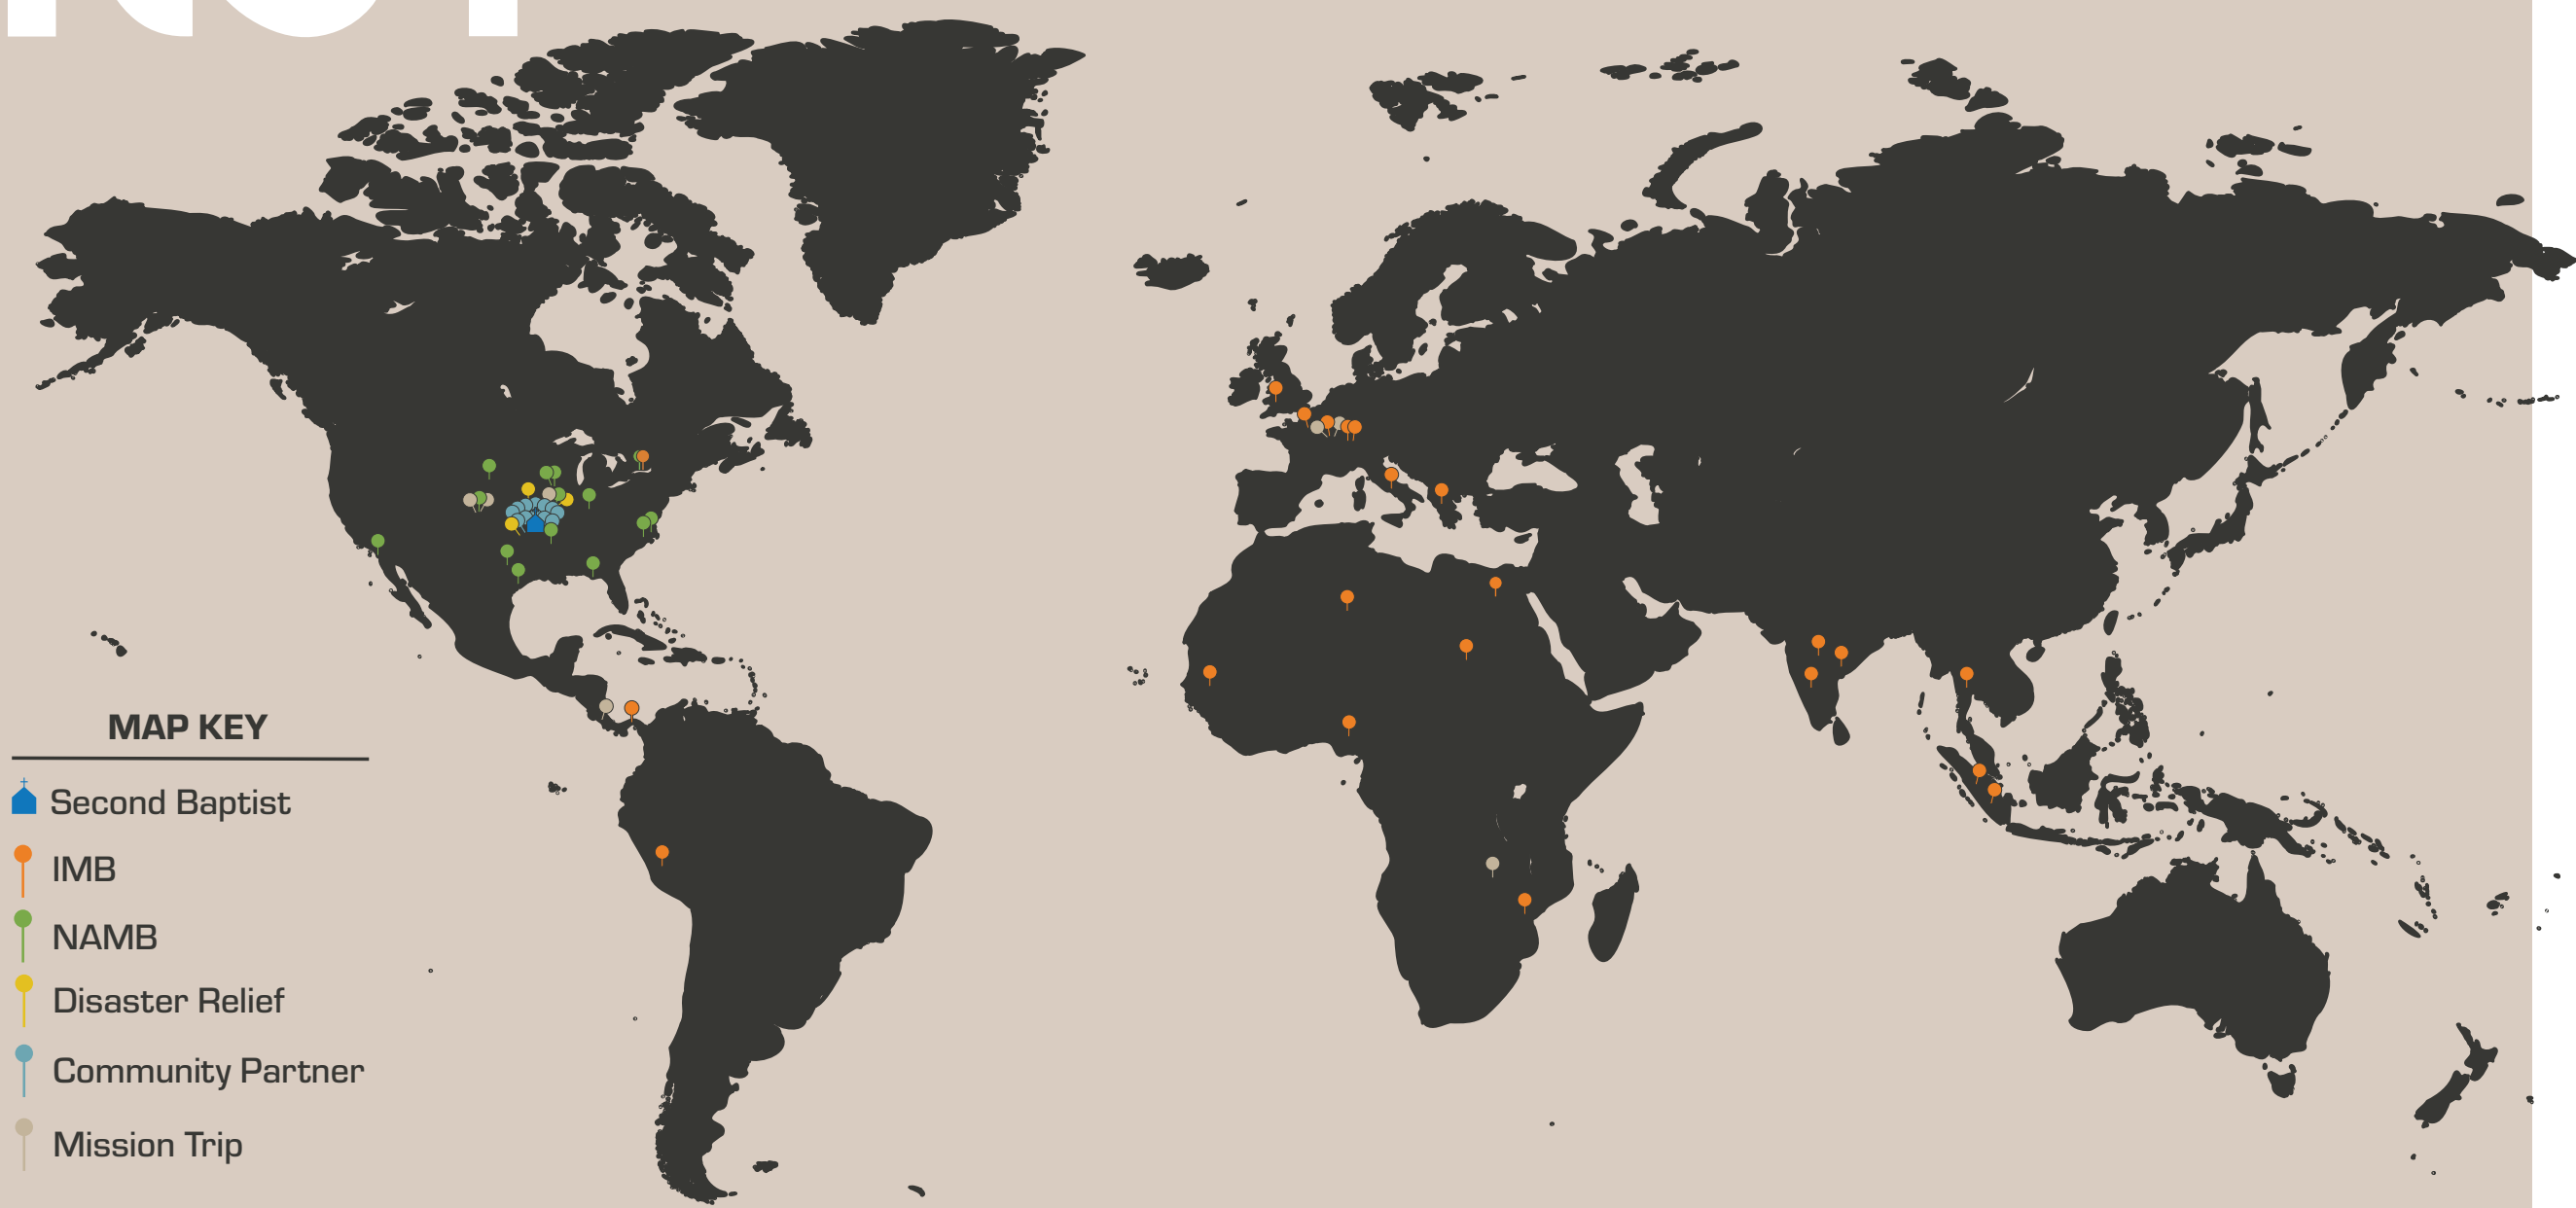 MAP KEY
Second Baptist
IMB
NAMB
Disaster Relief
Community Partner
Mission Trip